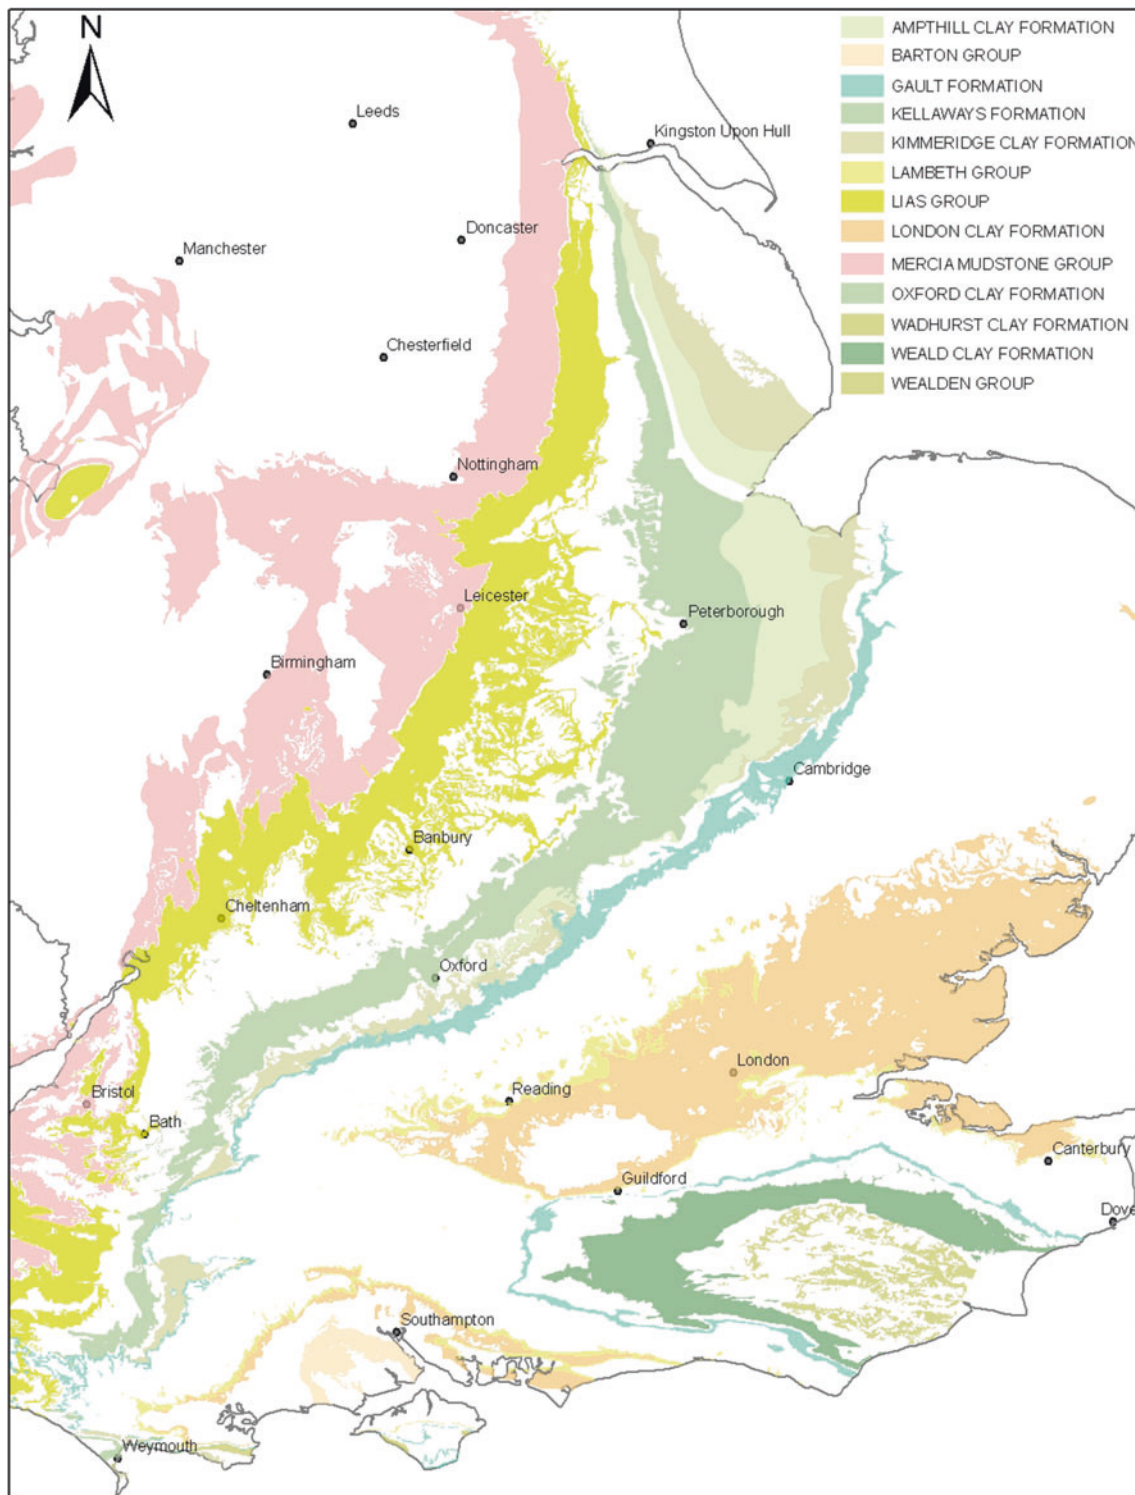 N
AMPTHILL CLAY FORMATION
BARTON GROUP
GAULT FORMATION
KELLAWAYS FORMATION
KIMMERIDGE CLAY FORMATION
LAMBETH GROUP
LIAS GROUP
LONDON CLAY FORMATION
MERCIA MUDSTONE GROUP
OXFORD CLAY FORMATION
WADHURST CLAY FORMATION
WEALD CLAY FORMATION
WEALDEN GROUP
Leeds
Kingston Upon Hull
Doncaster
Manchester
Chesterfield
Nottingham
Leicester
Peterborough
Birmingham
Cambridge
Banbury
Cheltenham
Oxford
London
Reading
Bristol
Bath
Canterbury
Guildford
Dove
Southampton
Weymouth